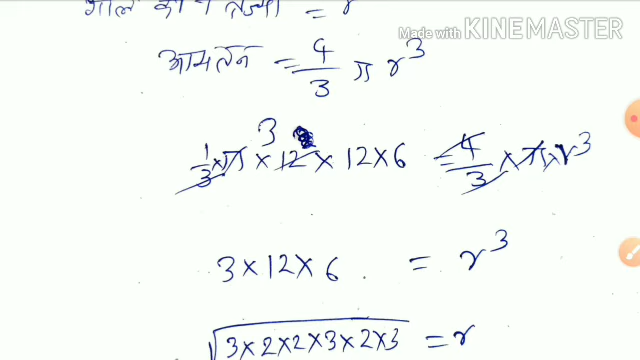 गोले की त्रिज्या = r
Made with KINEMASTER
आयतन = 4/3 π r³
3
1/3 × π × 12 × 12 × 6 = 4/3 × π × r³
3 × 12 × 6 = r³
√3 × 2 × 2 × 3 × 2 × 3 = r